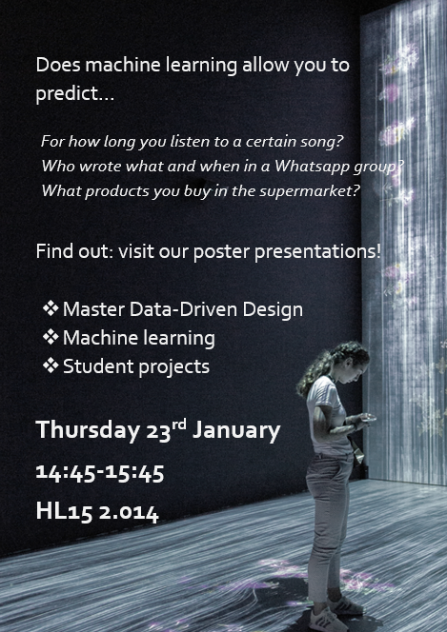 Does machine learning allow you to
predict...
For how long you listen to a certain song?
Who wrote what and when in a Whatsapp group?
What products you buy in the supermarket?
Find out: visit our poster presentations!
❖ Master Data-Driven Design
❖ Machine learning
❖ Student projects
Thursday 23rd January
14:45-15:45
HL15 2.014